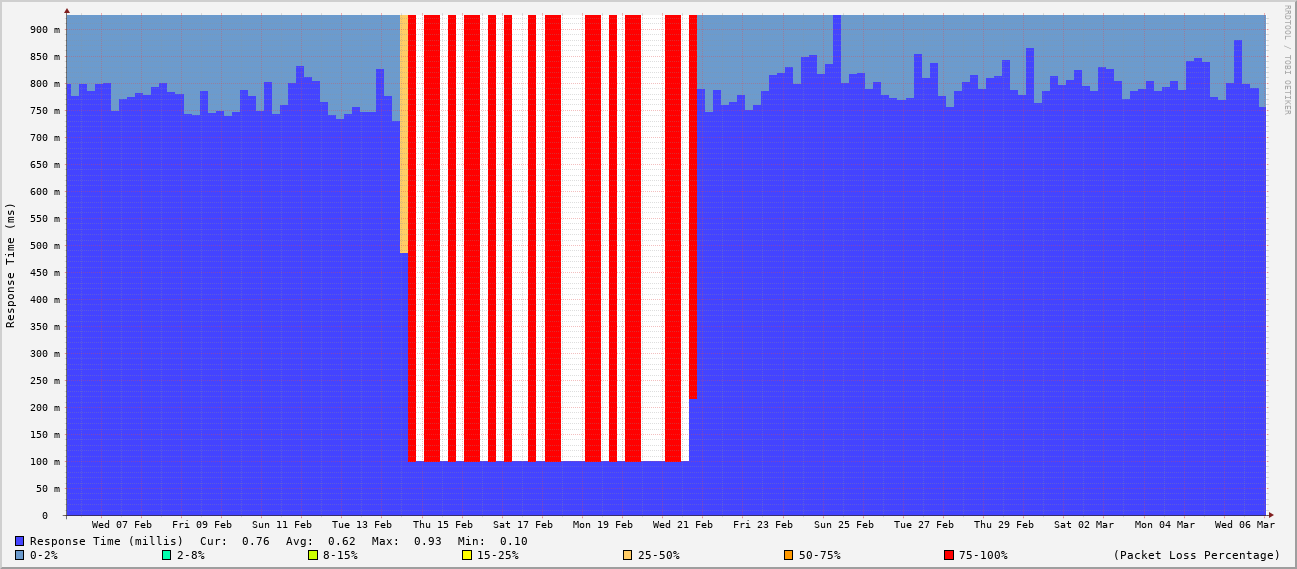 RRDTOOL / TOBI OETIKER
Response Time (ms)
900 m
850 m
800 m
750 m
700 m
650 m
600 m
550 m
500 m
450 m
400 m
350 m
300 m
250 m
200 m
150 m
100 m
50 m
0
Wed 07 Feb Fri 09 Feb Sun 11 Feb Tue 13 Feb Thu 15 Feb Sat 17 Feb Mon 19 Feb Wed 21 Feb Fri 23 Feb Sun 25 Feb Tue 27 Feb Thu 29 Feb Sat 02 Mar Mon 04 Mar Wed 06 Mar
Response Time (millis) Cur: 0.76 Avg: 0.62 Max: 0.93 Min: 0.10
0-2% 2-8% 8-15% 15-25% 25-50% 50-75% 75-100% (Packet Loss Percentage)